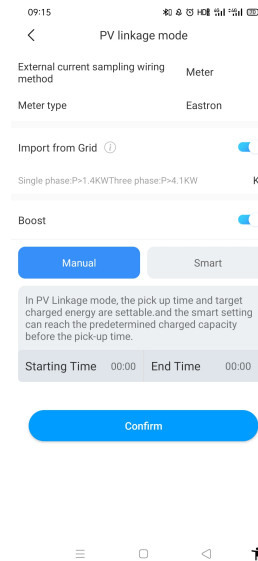 09:15
PV linkage mode
External current sampling wiring
method
Meter
Meter type
Eastron
Import from Grid
Single phase:P>1.4KWThree phase:P>4.1KW
K
Boost
Manual
Smart
In PV Linkage mode, the pick up time and target
charged energy are settable.and the smart setting
can reach the predetermined charged capacity
before the pick-up time.
Starting Time 00:00 End Time 00:00
Confirm